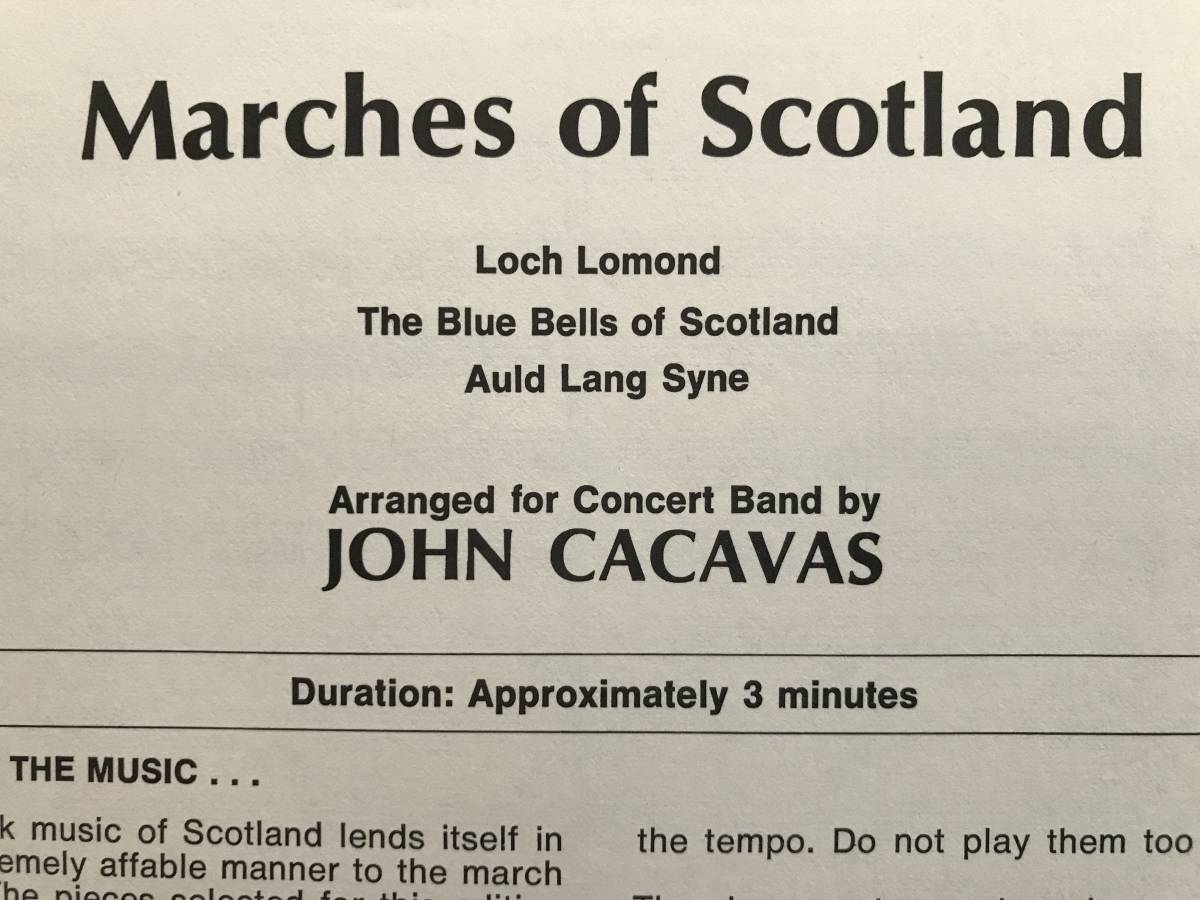 Marches of Scotland
Loch Lomond
The Blue Bells of Scotland
Auld Lang Syne
Arranged for Concert Band by
JOHN CACAVAS
Duration: Approximately 3 minutes
THE MUSIC . . .
k music of Scotland lends itself in
emely affable manner to the march
the tempo. Do not play them too